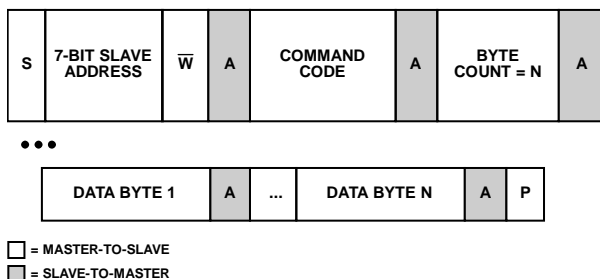 S 7-BIT SLAVE ADDRESS W̅ A COMMAND CODE A BYTE COUNT = N A
•••
DATA BYTE 1 A ... DATA BYTE N A P
= MASTER-TO-SLAVE
= SLAVE-TO-MASTER